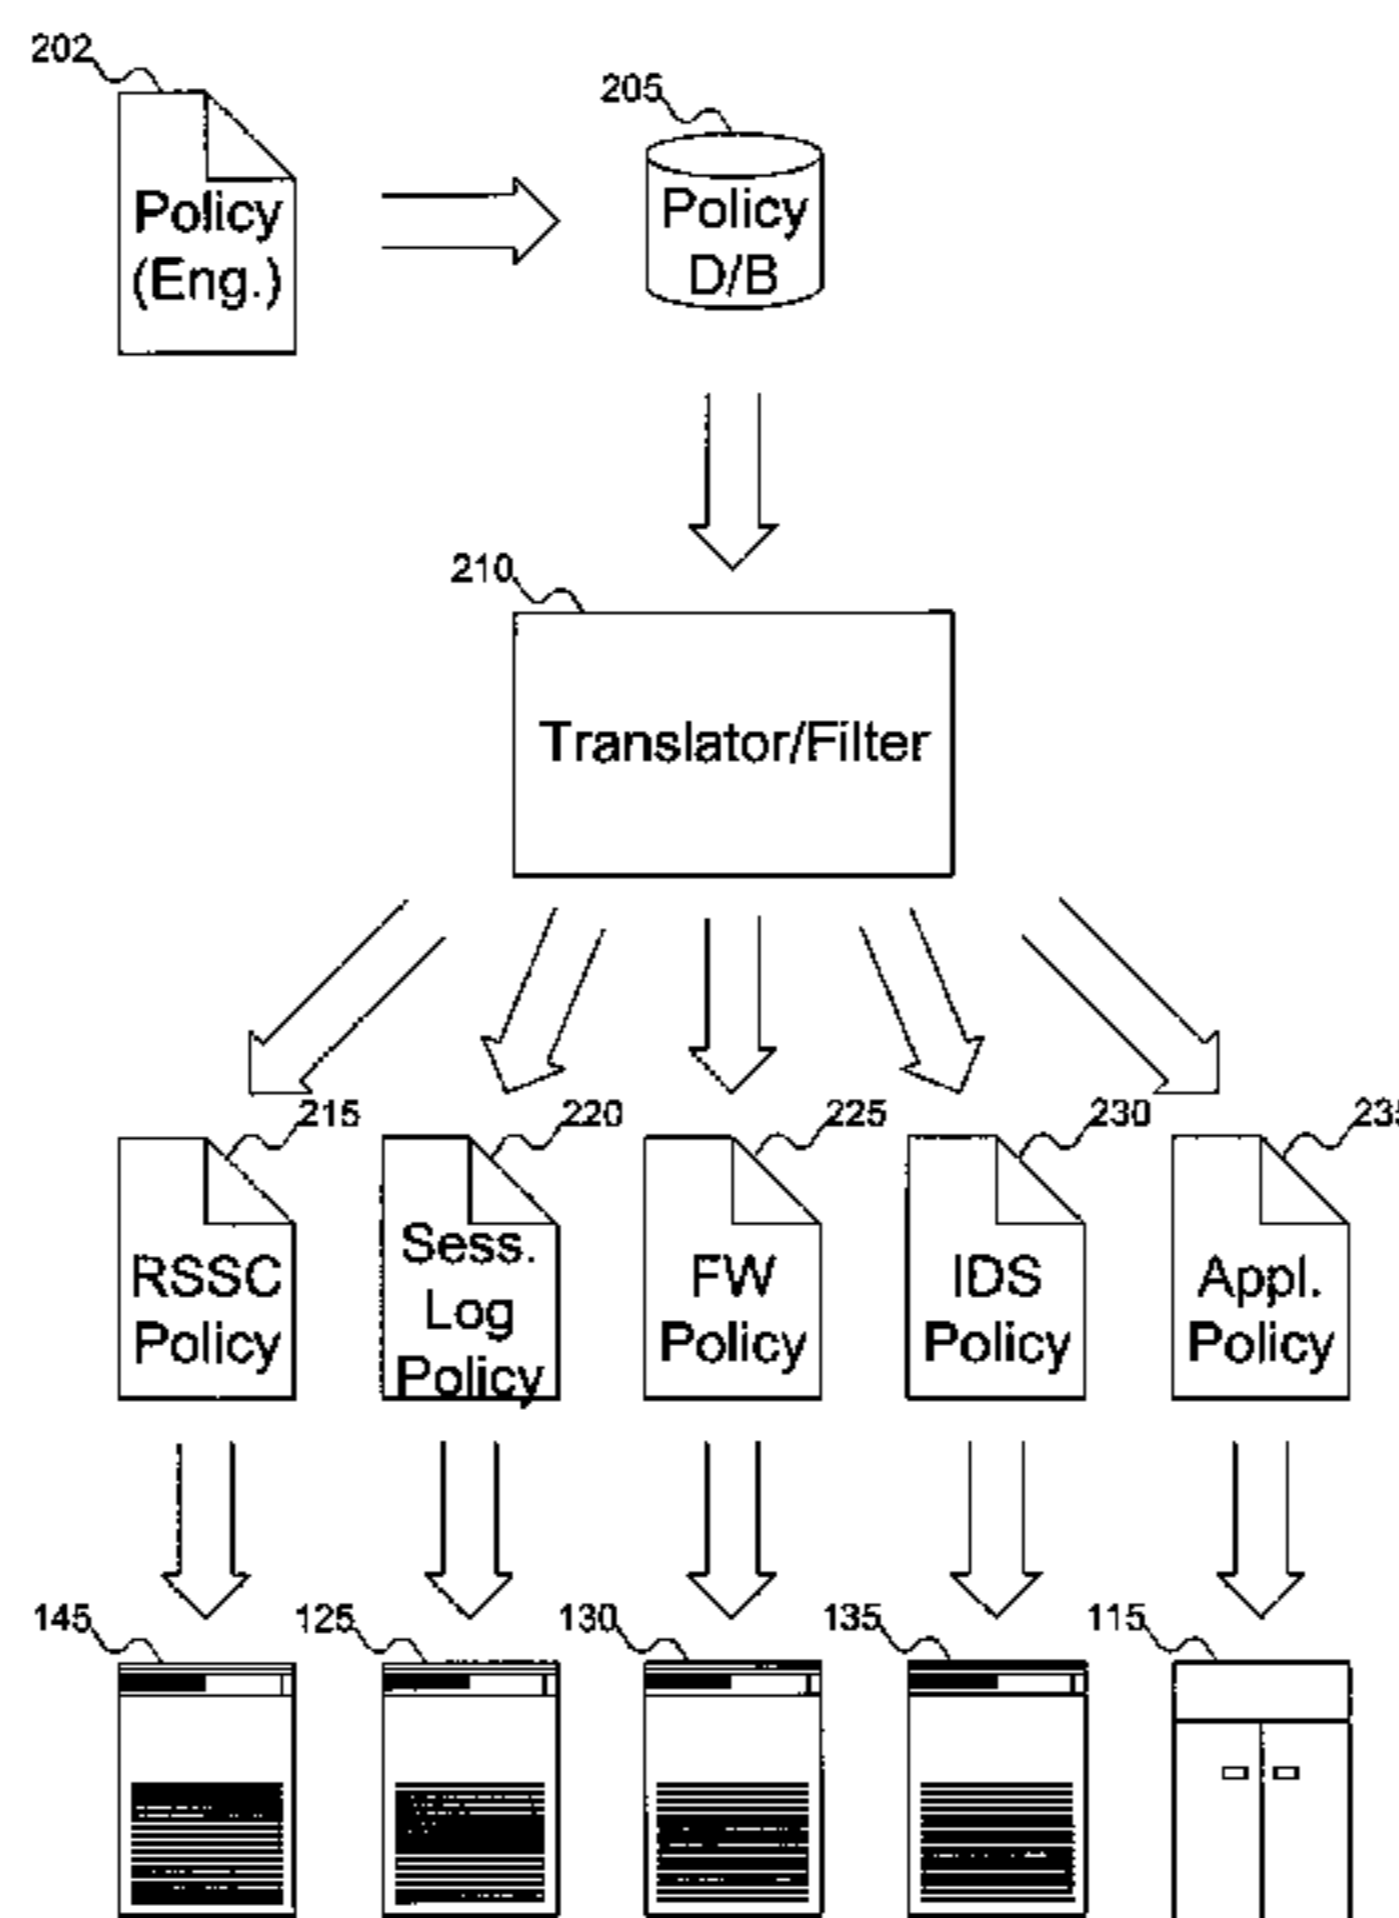 202
205
Policy
(Eng.)
Policy
D/B
210
Translator/Filter
215
220
225
230
235
RSSC
Policy
Sess.
Log
Policy
FW
Policy
IDS
Policy
Appl.
Policy
145
125
130
135
115